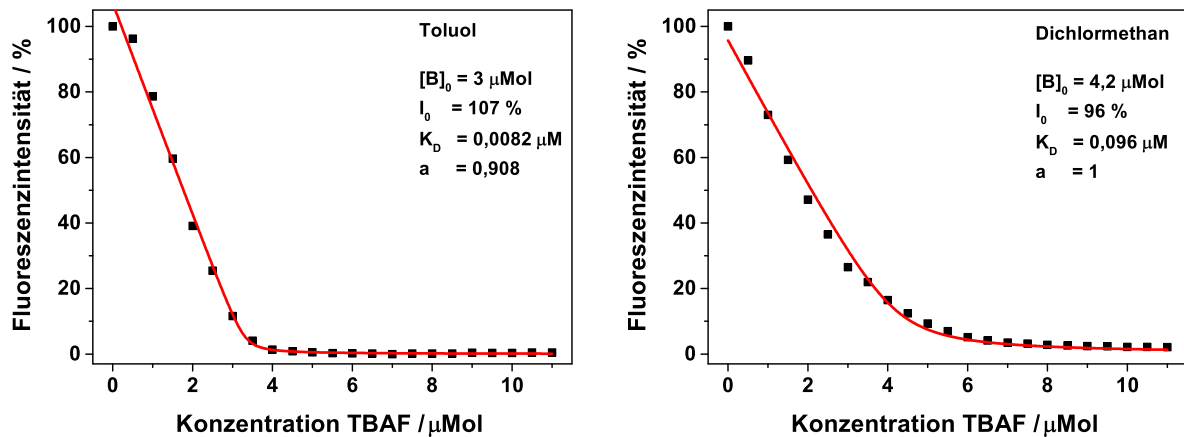 Toluol
[B]₀ = 3 μMol
I₀ = 107 %
K_D = 0,0082 μM
a = 0,908
100
80
60
40
20
0
Fluoreszenzintensität / %
0 2 4 6 8 10
Konzentration TBAF / μMol
Dichlormethan
[B]₀ = 4,2 μMol
I₀ = 96 %
K_D = 0,096 μM
a = 1
100
80
60
40
20
0
Fluoreszenzintensität / %
0 2 4 6 8 10
Konzentration TBAF / μMol